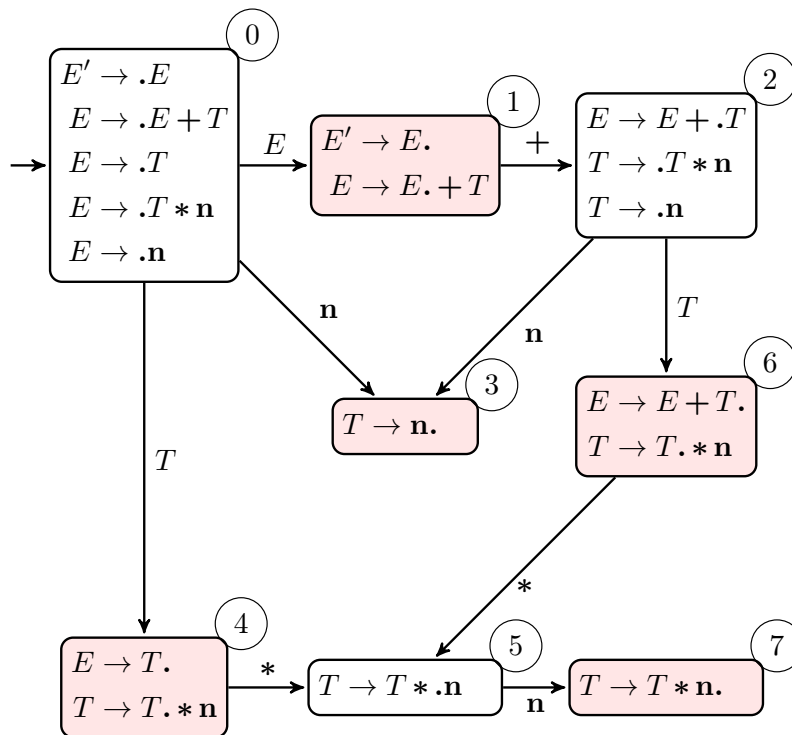 0
E′ → .E
E → .E + T
E → .T
E → .T * n
E → .n
E
1
E′ → E.
E → E. + T
+
2
E → E + .T
T → .T * n
T → .n
n
n
T
3
T → n.
6
E → E + T.
T → T. * n
T
*
4
E → T.
T → T. * n
*
5
T → T * .n
n
7
T → T * n.